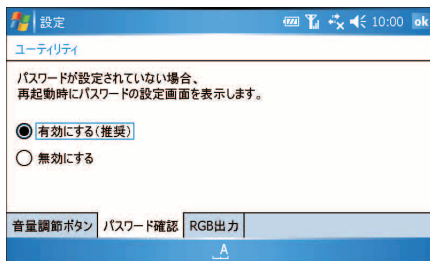 設定 10:00 ok
ユーティリティ
パスワードが設定されていない場合、
再起動時にパスワードの設定画面を表示します。
有効にする(推奨)
無効にする
音量調節ボタン パスワード確認 RGB出力
A